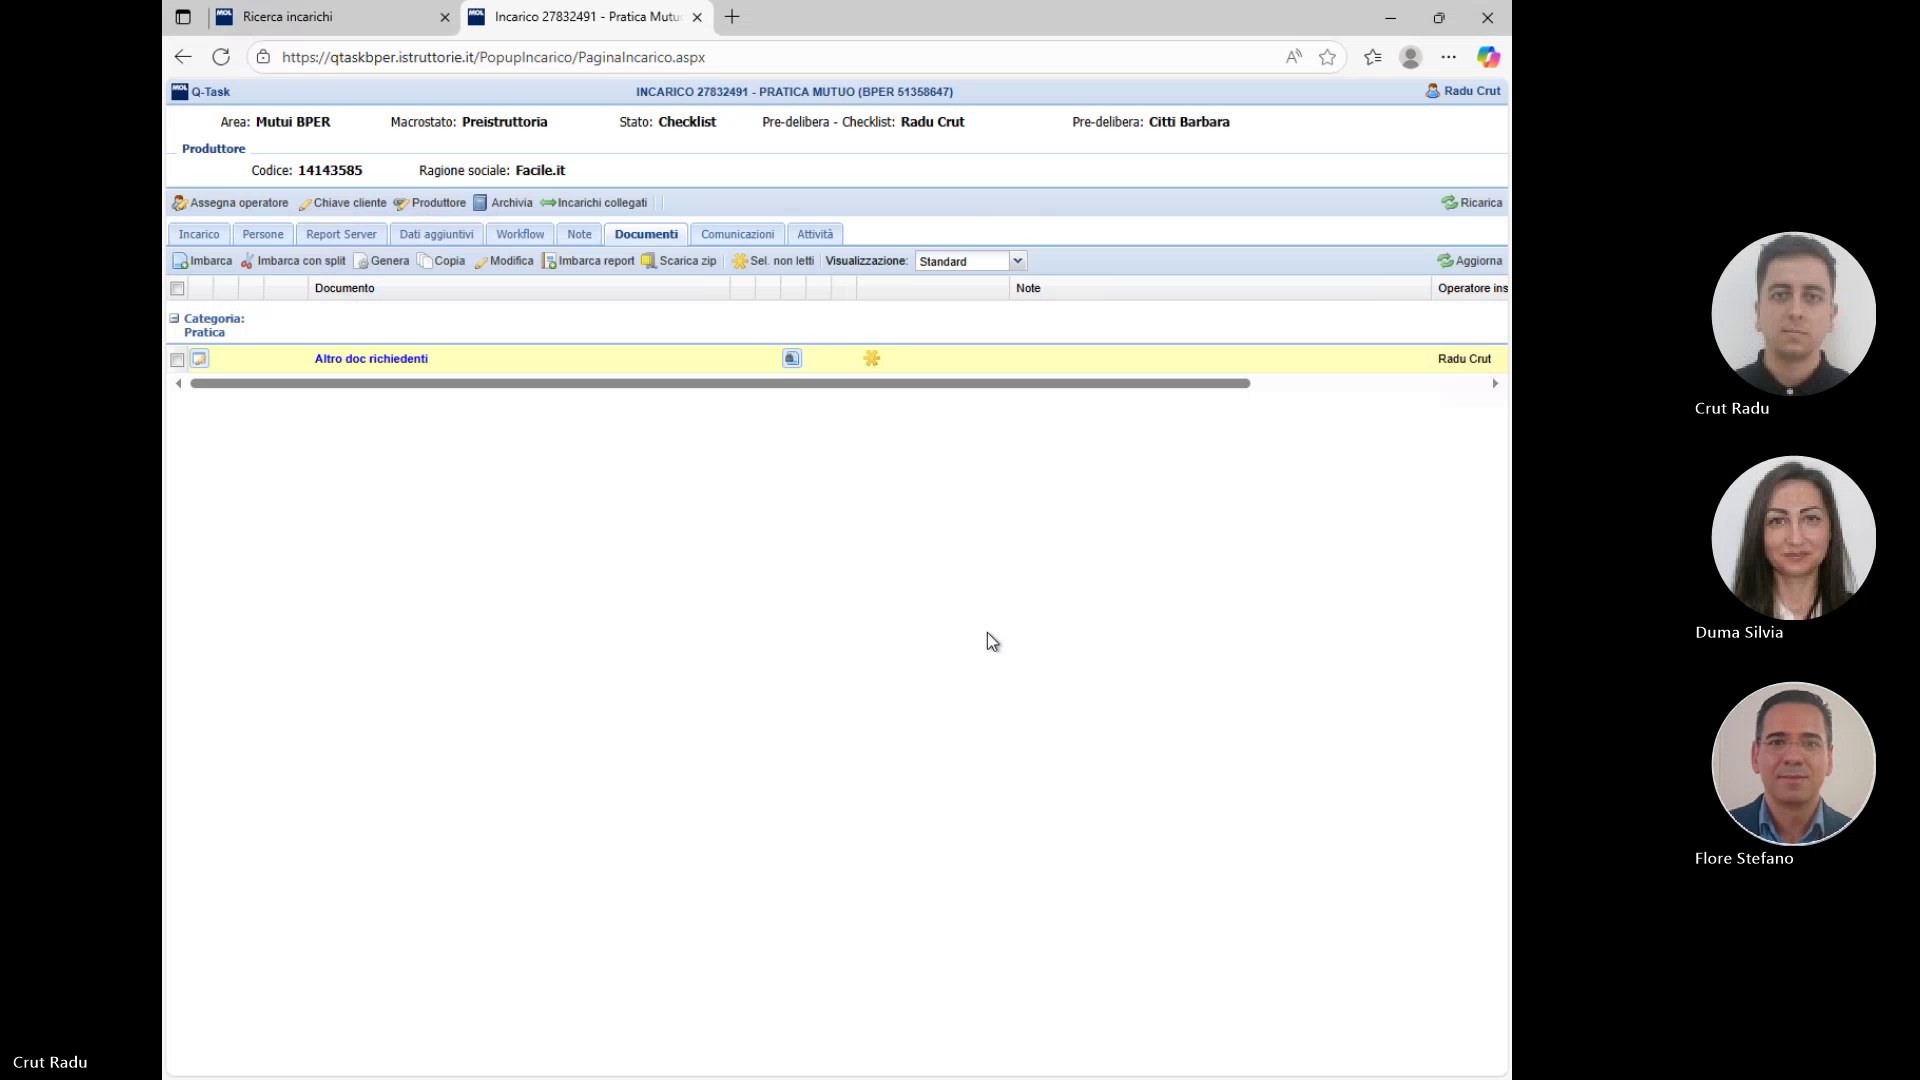 Ricerca incarichi
Incarico 27832491 - Pratica Mutu
https://qtaskbper.istruttorie.it/PopupIncarico/PaginaIncarico.aspx
MOL Q-Task INCARICO 27832491 - PRATICA MUTUO (BPER 51358647) Radu Crut
Area: Mutui BPER Macrostato: Preistruttoria Stato: Checklist Pre-delibera - Checklist: Radu Crut Pre-delibera: Citti Barbara
Produttore
Codice: 14143585 Ragione sociale: Facile.it
Assegna operatore Chiave cliente Produttore Archivia Incarichi collegati Ricarica
Incarico Persone Report Server Dati aggiuntivi Workflow Note Documenti Comunicazioni Attività
Imbarca Imbarca con split Genera Copia Modifica Imbarca report Scarica zip Sel. non letti Visualizzazione: Standard Aggiorna
Documento Note Operatore ins
Categoria:
Pratica
Altro doc richiedenti Radu Crut
Crut Radu
Duma Silvia
Flore Stefano
Crut Radu